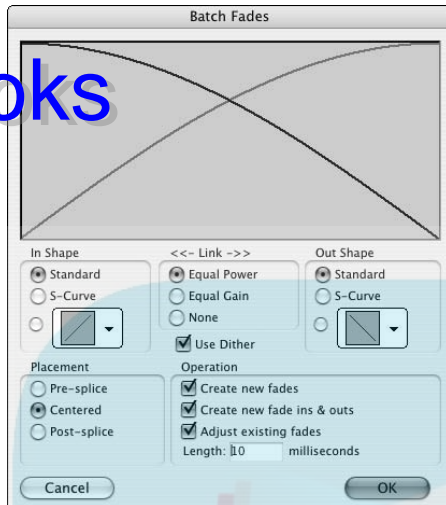 Batch Fades
oks
In Shape
<<- Link ->>
Out Shape
Standard
Equal Power
Standard
S-Curve
Equal Gain
S-Curve
None
Use Dither
Placement
Operation
Pre-splice
Create new fades
Centered
Create new fade ins & outs
Post-splice
Adjust existing fades
Length: 10 milliseconds
Cancel
OK